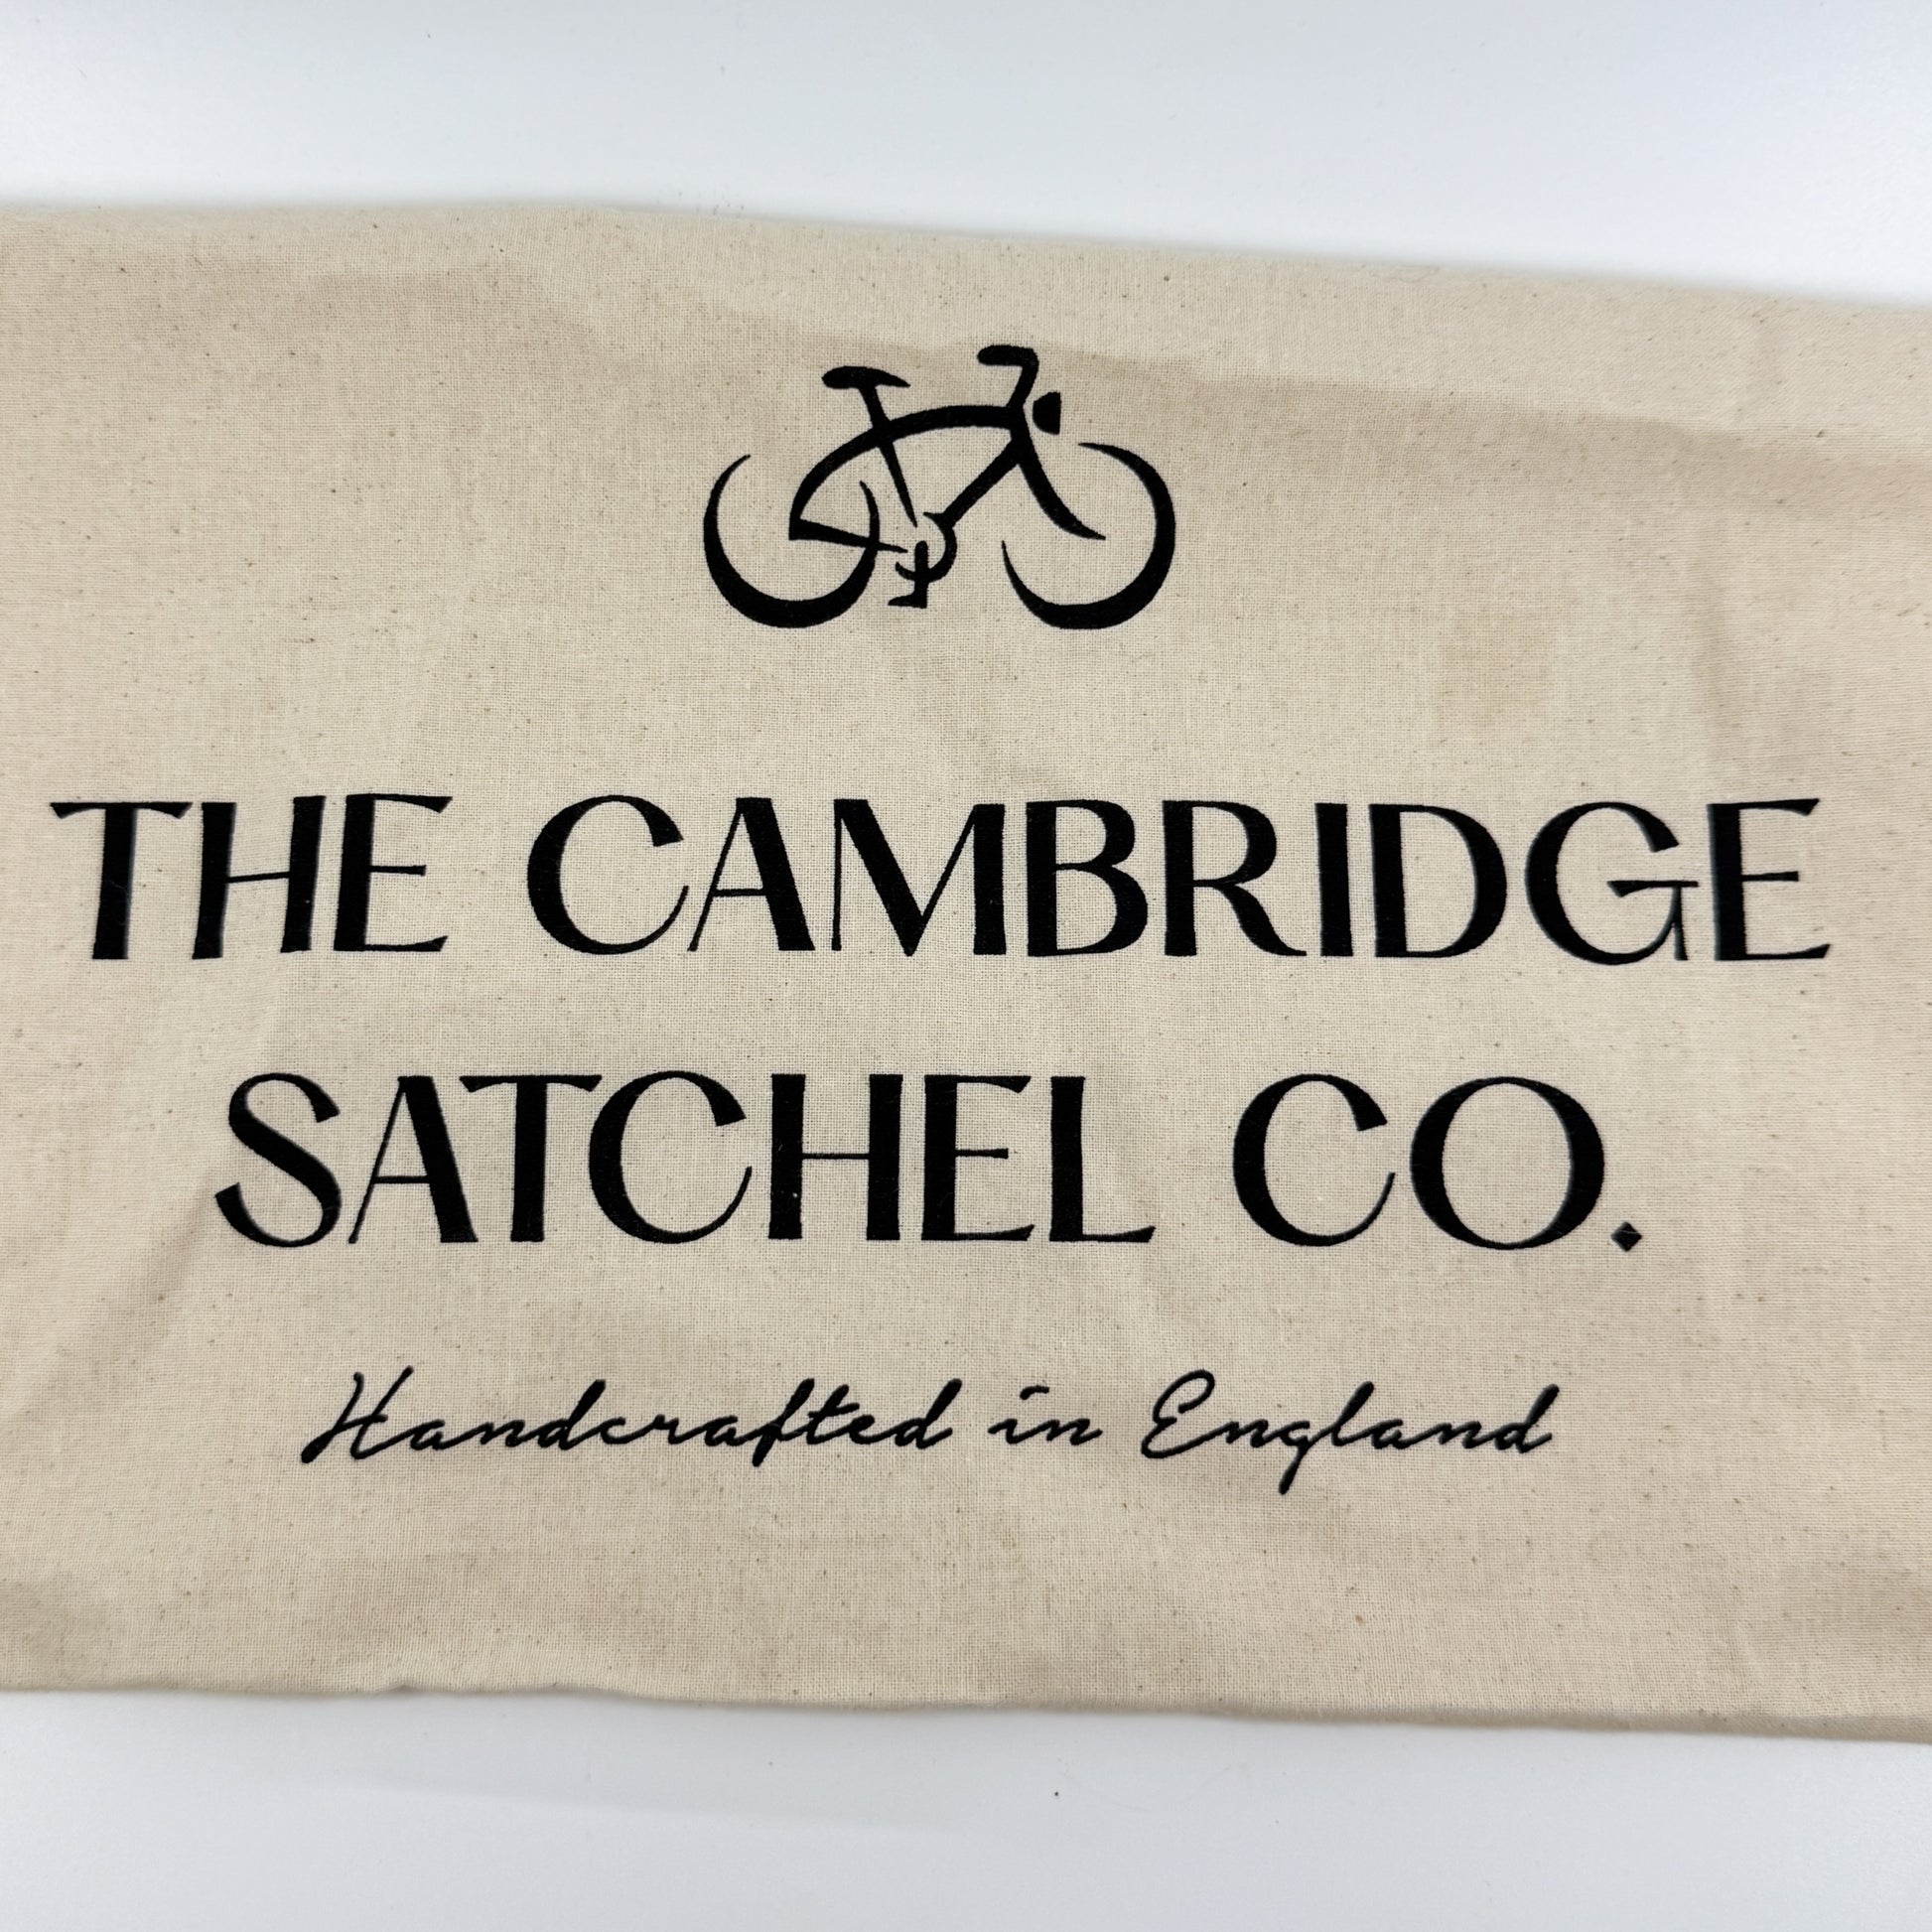 THE CAMBRIDGE
SATCHEL CO.
Handcrafted in England